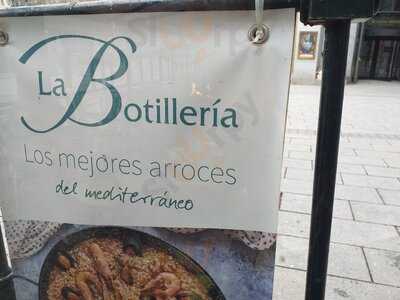 La Botillería
Los mejores arroces
del mediterráneo